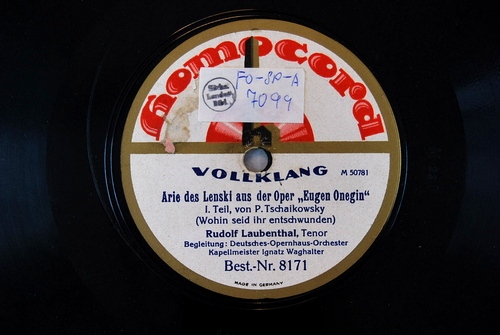 Homocord
FO-SP-A
7099
VOLLKLANG
M 50781
Arie des Lenski aus der Oper „Eugen Onegin“
I. Teil, von P. Tschaikowsky
(Wohin seid ihr entschwunden)
Rudolf Laubenthal, Tenor
Begleitung: Deutsches-Opernhaus-Orchester
Kapellmeister Ignatz Waghalter
Best.-Nr. 8171
MADE IN GERMANY